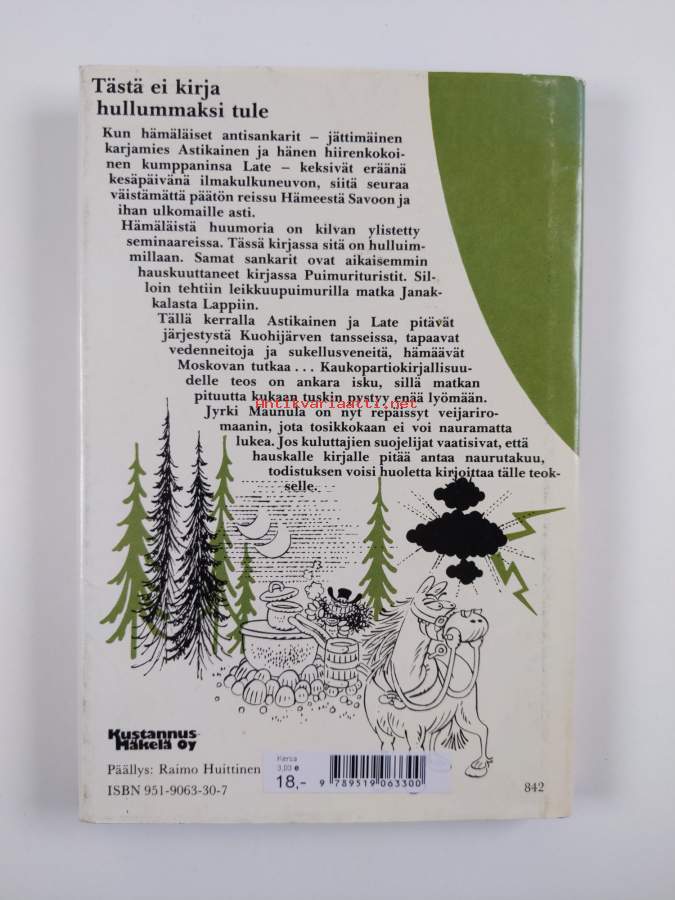 Tästä ei kirja
hullummaksi tule
Kun hämäläiset antisankarit – jättimäinen
karjamies Astikainen ja hänen hiirenkokoi-
nen kumppaninsa Late – keksivät eräänä
kesäpäivänä ilmakulkuneuvon, siitä seuraa
väistämättä päätön reissu Hämeestä Savoon ja
ihan ulkomaille asti.
Hämäläistä huumoria on kilvan ylistetty
seminaareissa. Tässä kirjassa sitä on hulluim-
millaan. Samat sankarit ovat aikaisemmin
hauskuuttaneet kirjassa Puimurituristit. Sil-
loin tehtiin leikkuupuimurilla matka Janak-
kalasta Lappiin.
Tällä kerralla Astikainen ja Late pitävät
järjestystä Kuohijärven tansseissa, tapaavat
vedenneitoja ja sukellusveneitä, hämäävät
Moskovan tutkaa . . . Kaukopartiokirjallisuu-
delle teos on ankara isku, sillä matkan
pituutta kukaan tuskin pystyy enää lyömään.
Antikvariaatti.net
Jyrki Maunula on nyt repäissyt veijariro-
maanin, jota tosikkokaan ei voi nauramatta
lukea. Jos kuluttajien suojelijat vaatisivat, että
hauskalle kirjalle pitää antaa naurutakuu,
todistuksen voisi huoletta kirjoittaa tälle teok-
selle.
Kustannus-
Mäkelä Oy
Päällys: Raimo Huittinen
ISBN 951-9063-30-7
Kansa
3,03 e
18,-
9 789519 063300
842